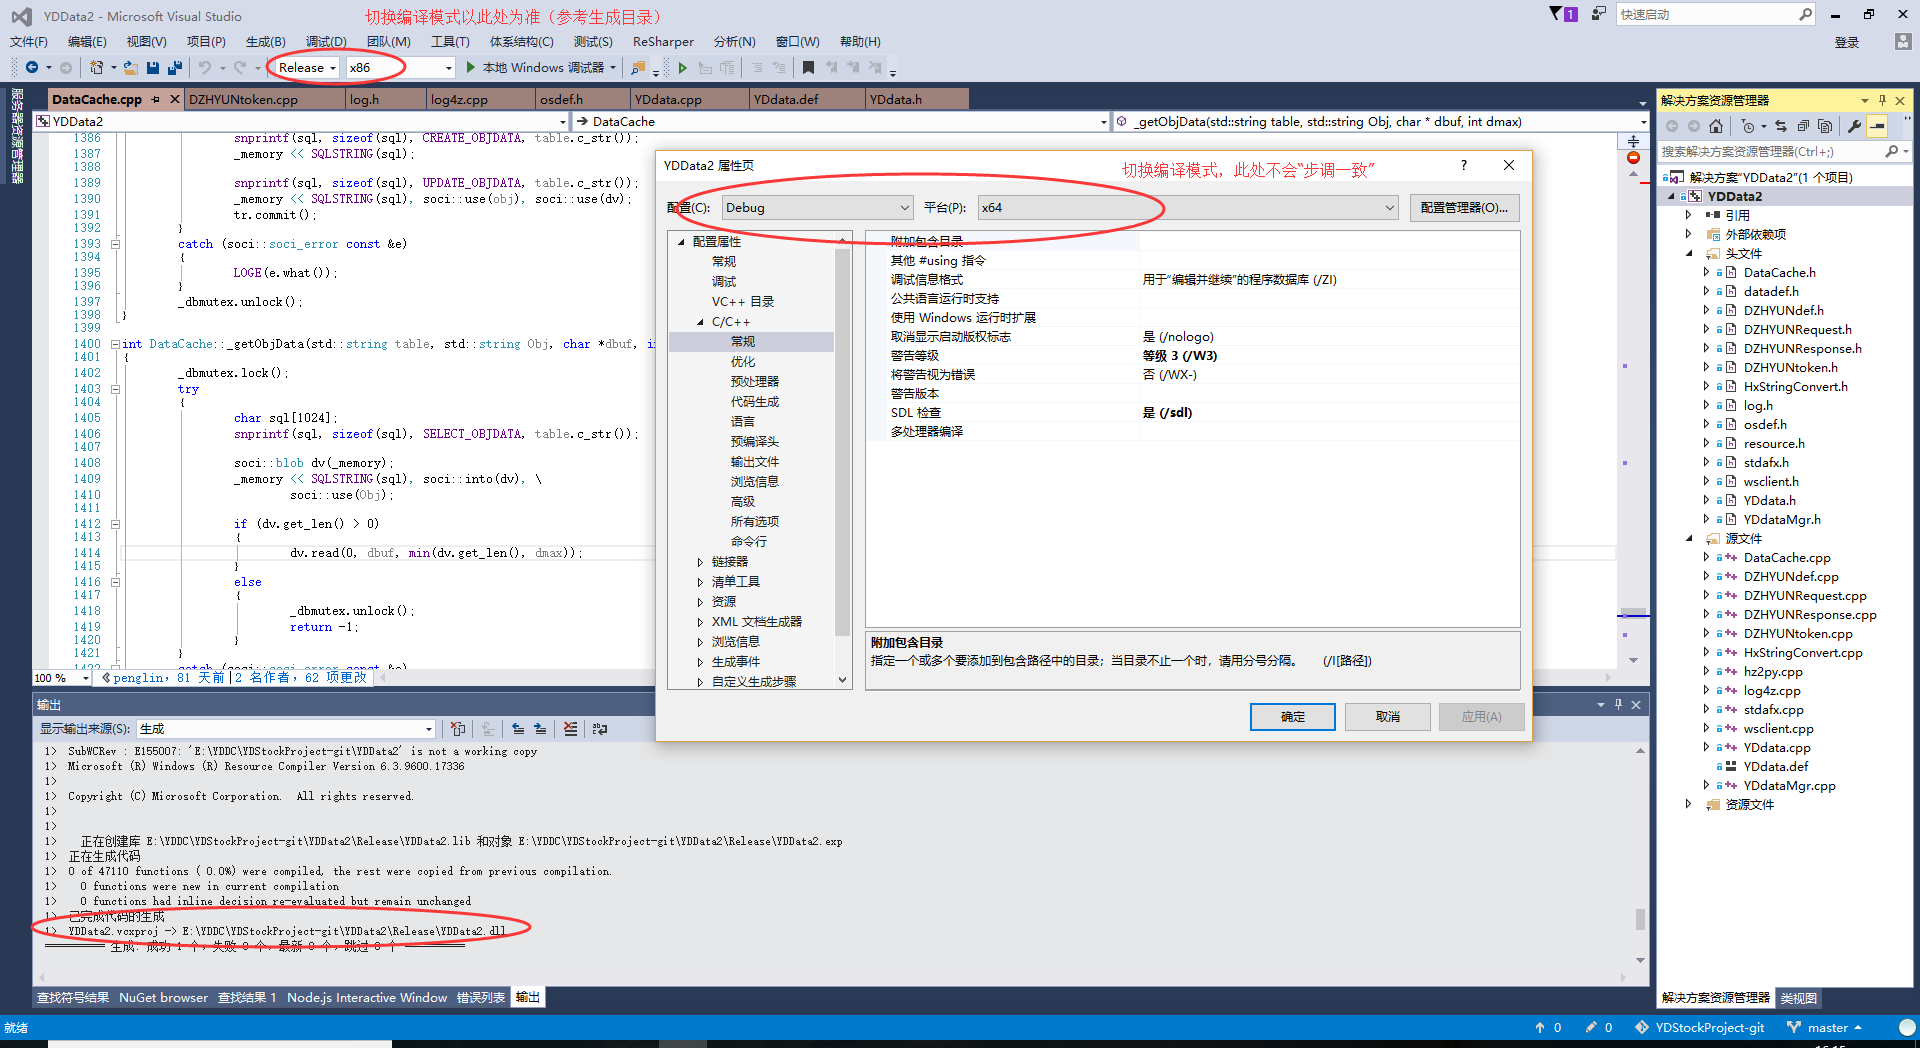 YDData2 - Microsoft Visual Studio
切换编译模式以此处为准（参考生成目录）
1
快速启动
文件(F) 编辑(E) 视图(V) 项目(P) 生成(B) 调试(D) 团队(M) 工具(T) 体系结构(C) 测试(S) ReSharper 分析(N) 窗口(W) 帮助(H)
登录
Release x86 本地 Windows 调试器
服务器资源管理器
DataCache.cpp DZHYUNtoken.cpp log.h log4z.cpp osdef.h YDdata.cpp YDdata.def YDdata.h
YDData2 DataCache _getObjData(std::string table, std::string Obj, char * dbuf, int dmax)
1386 snprintf(sql, sizeof(sql), CREATE_OBJDATA, table.c_str());
1387 _memory << SQLSTRING(sql);
1388
1389 snprintf(sql, sizeof(sql), UPDATE_OBJDATA, table.c_str());
1390 _memory << SQLSTRING(sql), soci::use(obj), soci::use(dv);
1391 tr.commit();
1392 }
1393 catch (soci::soci_error const &e)
1394 {
1395 LOGE(e.what());
1396 }
1397 _dbmutex.unlock();
1398 }
1399
1400 int DataCache::_getObjData(std::string table, std::string Obj, char *dbuf, in
1401 {
1402 _dbmutex.lock();
1403 try
1404 {
1405 char sql[1024];
1406 snprintf(sql, sizeof(sql), SELECT_OBJDATA, table.c_str());
1407
1408 soci::blob dv(_memory);
1409 _memory << SQLSTRING(sql), soci::into(dv), \
1410 soci::use(Obj);
1411
1412 if (dv.get_len() > 0)
1413 {
1414 dv.read(0, dbuf, min(dv.get_len(), dmax));
1415 }
1416 else
1417 {
1418 _dbmutex.unlock();
1419 return -1;
1420 }
1421 }
1422 catch (soci::soci_error const &e)
100 % penglin, 81 天前|2 名作者, 62 项更改
YDData2 属性页
切换编译模式，此处不会“步调一致”
配置(C): Debug 平台(P): x64 配置管理器(O)...
配置属性
常规
调试
VC++ 目录
C/C++
常规
优化
预处理器
代码生成
语言
预编译头
输出文件
浏览信息
高级
所有选项
命令行
链接器
清单工具
资源
XML 文档生成器
浏览信息
生成事件
自定义生成步骤
附加包含目录
其他 #using 指令
调试信息格式 用于“编辑并继续”的程序数据库 (/ZI)
公共语言运行时支持
使用 Windows 运行时扩展
取消显示启动版权标志 是 (/nologo)
警告等级 等级 3 (/W3)
将警告视为错误 否 (/WX-)
警告版本
SDL 检查 是 (/sdl)
多处理器编译
附加包含目录
指定一个或多个要添加到包含路径中的目录；当目录不止一个时，请用分号分隔。 (/I[路径])
确定 取消 应用(A)
解决方案资源管理器
搜索解决方案资源管理器(Ctrl+;)
解决方案"YDData2"(1 个项目)
YDData2
引用
外部依赖项
头文件
DataCache.h
datadef.h
DZHYUNdef.h
DZHYUNRequest.h
DZHYUNResponse.h
DZHYUNtoken.h
HxStringConvert.h
log.h
osdef.h
resource.h
stdafx.h
wsclient.h
YDdata.h
YDdataMgr.h
源文件
DataCache.cpp
DZHYUNdef.cpp
DZHYUNRequest.cpp
DZHYUNResponse.cpp
DZHYUNtoken.cpp
HxStringConvert.cpp
hz2py.cpp
log4z.cpp
stdafx.cpp
wsclient.cpp
YDdata.cpp
YDdata.def
YDdataMgr.cpp
资源文件
解决方案资源管理器 类视图
输出
显示输出来源(S): 生成
1> SubWCRev : E155007: 'E:\YDDC\YDStockProject-git\YDData2' is not a working copy
1> Microsoft (R) Windows (R) Resource Compiler Version 6.3.9600.17336
1>
1> Copyright (C) Microsoft Corporation. All rights reserved.
1>
1>
1> 正在创建库 E:\YDDC\YDStockProject-git\YDData2\Release\YDData2.lib 和对象 E:\YDDC\YDStockProject-git\YDData2\Release\YDData2.exp
1> 正在生成代码
1> 0 of 47110 functions ( 0.0%) were compiled, the rest were copied from previous compilation.
1> 0 functions were new in current compilation
1> 0 functions had inline decision re-evaluated but remain unchanged
1> 已完成代码的生成
1> YDData2.vcxproj -> E:\YDDC\YDStockProject-git\YDData2\Release\YDData2.dll
========== 生成: 成功 1 个，失败 0 个，最新 0 个，跳过 0 个 ==========
查找符号结果 NuGet browser 查找结果 1 Node.js Interactive Window 错误列表 输出
就绪 0 0 YDStockProject-git master